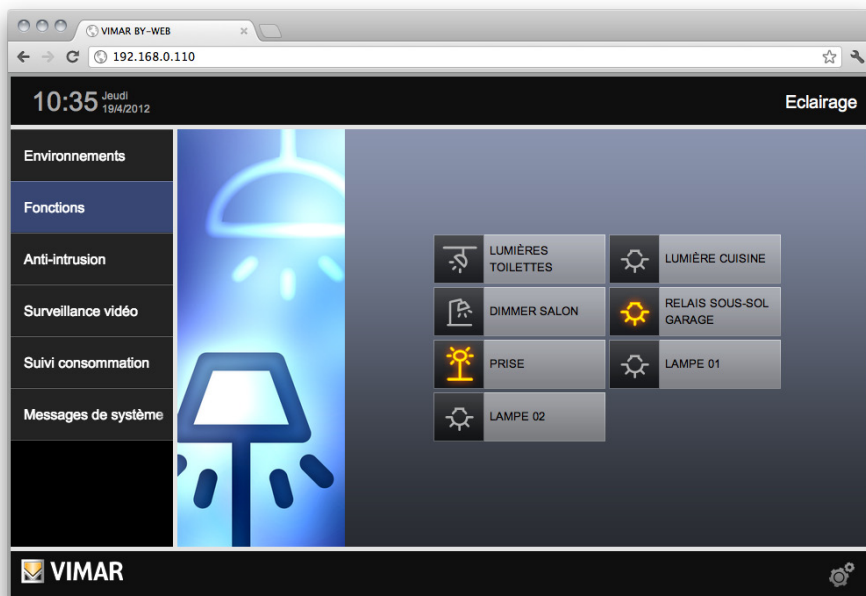 VIMAR BY-WEB
192.168.0.110
10:35 Jeudi
19/4/2012
Eclairage
Environnements
Fonctions
Anti-intrusion
Surveillance vidéo
Suivi consommation
Messages de système
LUMIÈRES
TOILETTES
LUMIÈRE CUISINE
DIMMER SALON
RELAIS SOUS-SOL
GARAGE
PRISE
LAMPE 01
LAMPE 02
VIMAR